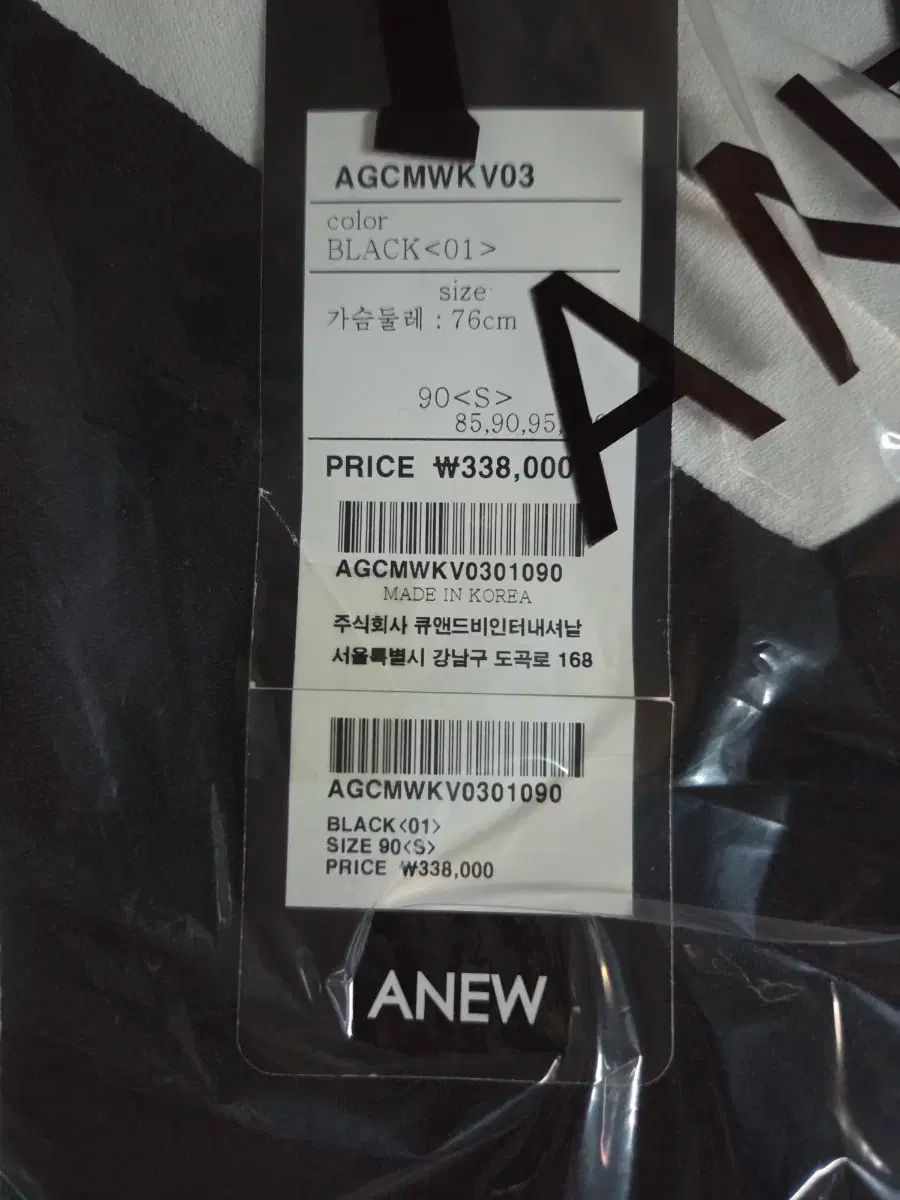 AGCMWKV03
color
BLACK<01>
size
가슴둘레 : 76cm
90<S>
85,90,95,
PRICE ₩338,000
AGCMWKV0301090
MADE IN KOREA
주식회사 큐앤드비인터내셔날
서울특별시 강남구 도곡로 168
AGCMWKV0301090
BLACK<01>
SIZE 90<S>
PRICE ₩338,000
ANEW